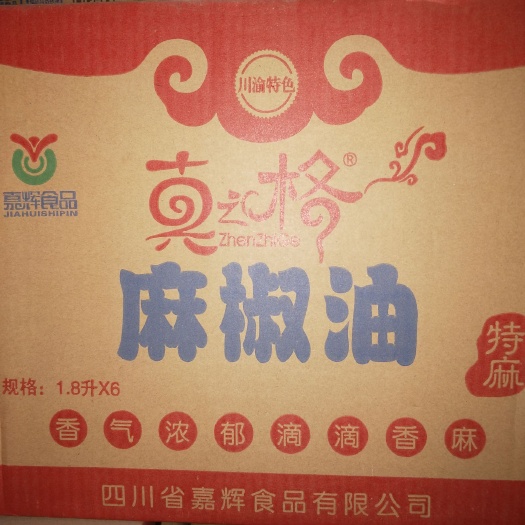 川渝特色
嘉辉食品
JIAHUISHIPIN
真之格®
ZhenZhiGe
麻椒油
特麻
规格：1.8升X6
香气浓郁滴滴香麻
四川省嘉辉食品有限公司